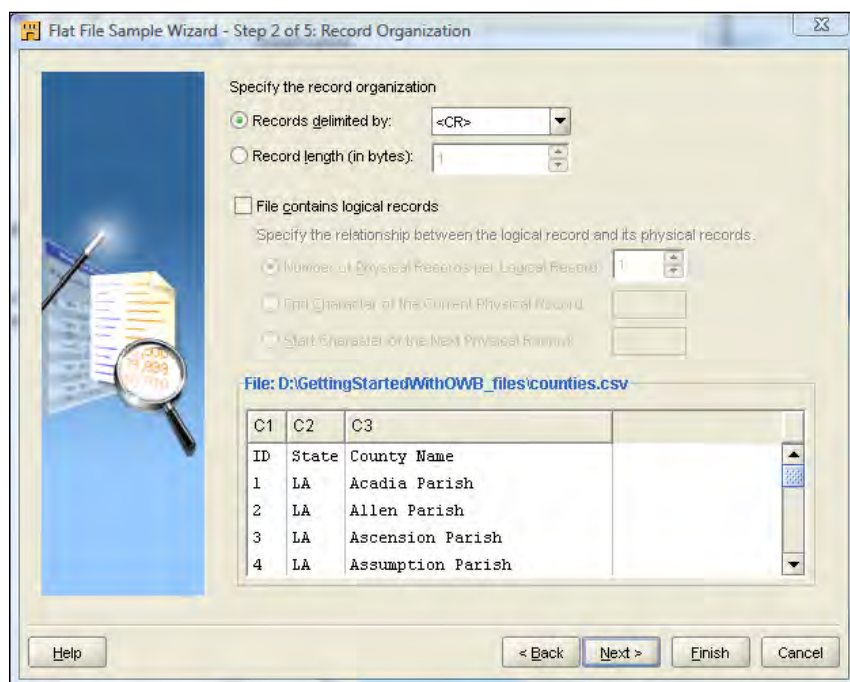 Flat File Sample Wizard - Step 2 of 5: Record Organization
Specify the record organization
Records delimited by: <CR>
Record length (in bytes): 1
File contains logical records
Specify the relationship between the logical record and its physical records.
Number of Physical Records per Logical Record: 1
End Character of the Current Physical Record:
Start Character of the Next Physical Record:
File: D:\GettingStartedWithOWB_files\counties.csv
C1 C2 C3
ID State County Name
1 LA Acadia Parish
2 LA Allen Parish
3 LA Ascension Parish
4 LA Assumption Parish
Help < Back Next > Finish Cancel